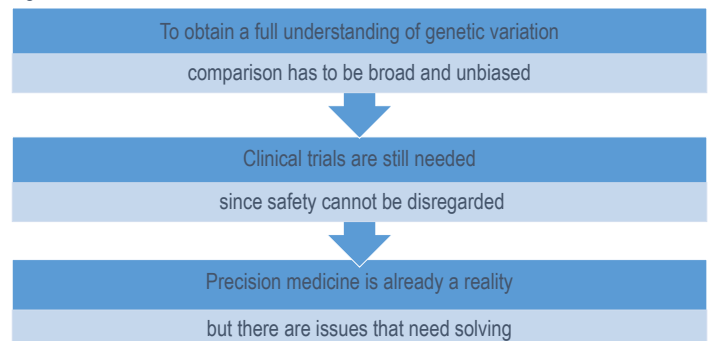 To obtain a full understanding of genetic variation
comparison has to be broad and unbiased
Clinical trials are still needed
since safety cannot be disregarded
Precision medicine is already a reality
but there are issues that need solving